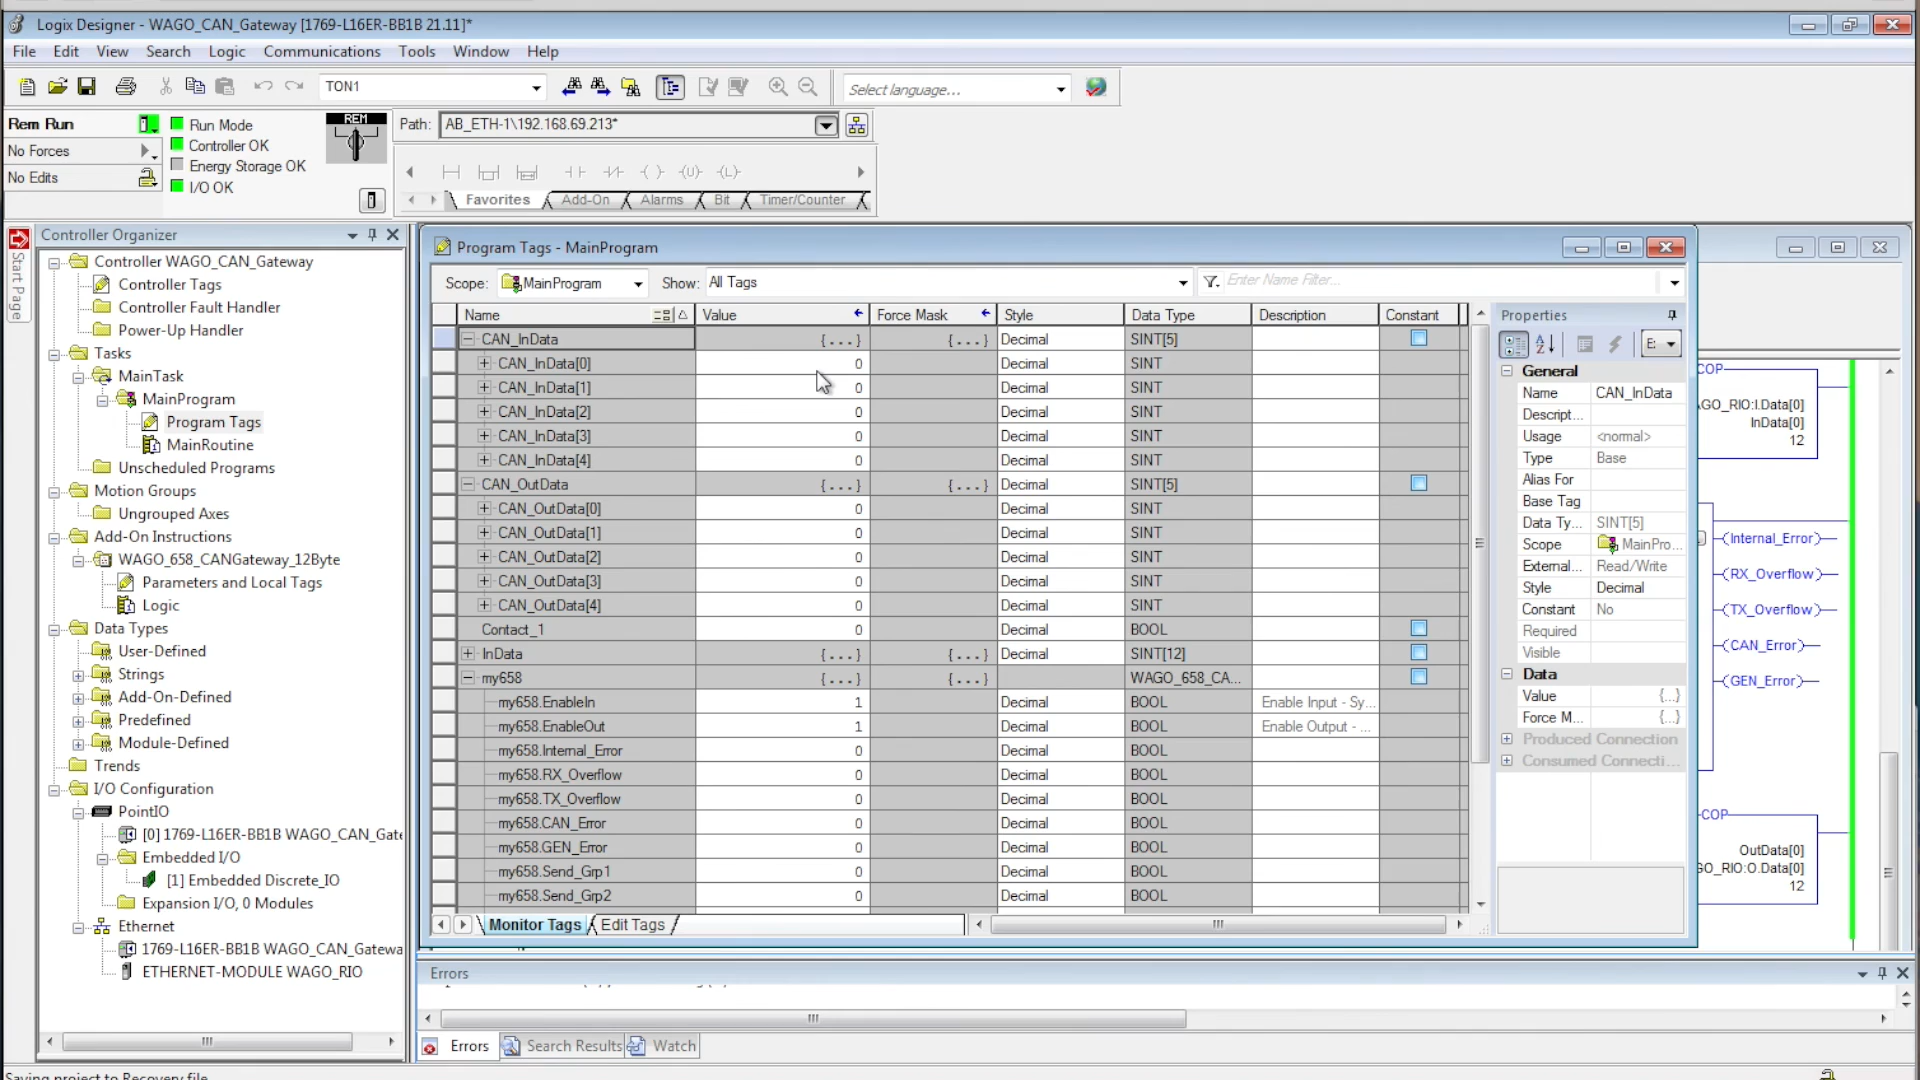 Logix Designer - WAGO_CAN_Gateway [1769-L16ER-BB1B 21.11]*
File Edit View Search Logic Communications Tools Window Help
TON1
Select language...
Rem Run
No Forces
No Edits
Run Mode
Controller OK
Energy Storage OK
I/O OK
REM
Path: AB_ETH-1\192.168.69.213*
Favorites Add-On Alarms Bit Timer/Counter
Start Page
Controller Organizer
Controller WAGO_CAN_Gateway
Controller Tags
Controller Fault Handler
Power-Up Handler
Tasks
MainTask
MainProgram
Program Tags
MainRoutine
Unscheduled Programs
Motion Groups
Ungrouped Axes
Add-On Instructions
WAGO_658_CANGateway_12Byte
Parameters and Local Tags
Logic
Data Types
User-Defined
Strings
Add-On-Defined
Predefined
Module-Defined
Trends
I/O Configuration
PointIO
[0] 1769-L16ER-BB1B WAGO_CAN_Gate
Embedded I/O
[1] Embedded Discrete_IO
Expansion I/O, 0 Modules
Ethernet
1769-L16ER-BB1B WAGO_CAN_Gatewa
ETHERNET-MODULE WAGO_RIO
Program Tags - MainProgram
Scope: MainProgram Show: All Tags Enter Name Filter...
Name Value Force Mask Style Data Type Description Constant
CAN_InData {...} {...} Decimal SINT[5]
CAN_InData[0] 0 Decimal SINT
CAN_InData[1] 0 Decimal SINT
CAN_InData[2] 0 Decimal SINT
CAN_InData[3] 0 Decimal SINT
CAN_InData[4] 0 Decimal SINT
CAN_OutData {...} {...} Decimal SINT[5]
CAN_OutData[0] 0 Decimal SINT
CAN_OutData[1] 0 Decimal SINT
CAN_OutData[2] 0 Decimal SINT
CAN_OutData[3] 0 Decimal SINT
CAN_OutData[4] 0 Decimal SINT
Contact_1 0 Decimal BOOL
InData {...} {...} Decimal SINT[12]
my658 {...} {...} WAGO_658_CA...
my658.EnableIn 1 Decimal BOOL Enable Input - Sy...
my658.EnableOut 1 Decimal BOOL Enable Output - ...
my658.Internal_Error 0 Decimal BOOL
my658.RX_Overflow 0 Decimal BOOL
my658.TX_Overflow 0 Decimal BOOL
my658.CAN_Error 0 Decimal BOOL
my658.GEN_Error 0 Decimal BOOL
my658.Send_Grp1 0 Decimal BOOL
my658.Send_Grp2 0 Decimal BOOL
Monitor Tags Edit Tags
Properties
E:
General
Name CAN_InData
Descript...
Usage <normal>
Type Base
Alias For
Base Tag
Data Ty... SINT[5]
Scope MainPro...
External... Read/Write
Style Decimal
Constant No
Required
Visible
Data
Value {...}
Force M... {...}
Produced Connection
Consumed Connecti...
COP
GO_RIO:I.Data[0]
InData[0]
12
Internal_Error
RX_Overflow
TX_Overflow
CAN_Error
GEN_Error
COP
OutData[0]
GO_RIO:O.Data[0]
12
Errors
Errors Search Results Watch
Saving project to Recovery file